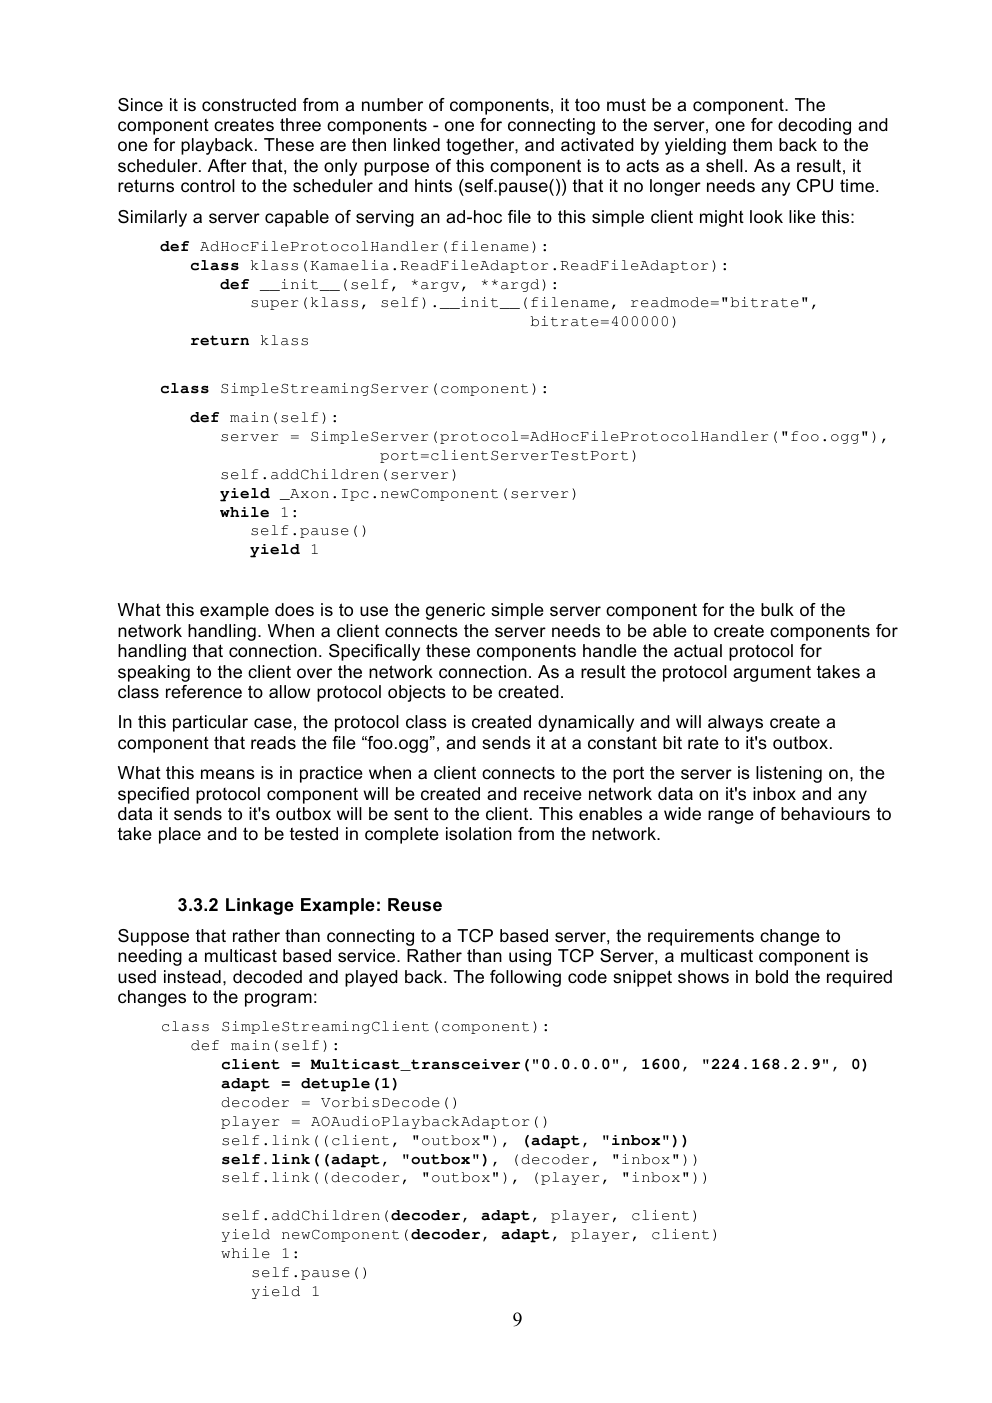 Since it is constructed from a number of components, it too must be a component. The
component creates three components - one for connecting to the server, one for decoding and
one for playback. These are then linked together, and activated by yielding them back to the
scheduler. After that, the only purpose of this component is to acts as a shell. As a result, it
returns control to the scheduler and hints (self.pause()) that it no longer needs any CPU time.
Similarly a server capable of serving an ad-hoc file to this simple client might look like this:
def AdHocFileProtocolHandler(filename):
   class klass(Kamaelia.ReadFileAdaptor.ReadFileAdaptor):
      def __init__(self, *argv, **argd):
         super(klass, self).__init__(filename, readmode="bitrate",
                                     bitrate=400000)
   return klass
class SimpleStreamingServer(component):
   def main(self):
      server = SimpleServer(protocol=AdHocFileProtocolHandler("foo.ogg"),
                      port=clientServerTestPort)
      self.addChildren(server)
      yield _Axon.Ipc.newComponent(server)
      while 1:
         self.pause()
         yield 1
What this example does is to use the generic simple server component for the bulk of the
network handling. When a client connects the server needs to be able to create components for
handling that connection. Specifically these components handle the actual protocol for
speaking to the client over the network connection. As a result the protocol argument takes a
class reference to allow protocol objects to be created.
In this particular case, the protocol class is created dynamically and will always create a
component that reads the file “foo.ogg”, and sends it at a constant bit rate to it's outbox.
What this means is in practice when a client connects to the port the server is listening on, the
specified protocol component will be created and receive network data on it's inbox and any
data it sends to it's outbox will be sent to the client. This enables a wide range of behaviours to
take place and to be tested in complete isolation from the network.
3.3.2 Linkage Example: Reuse
Suppose that rather than connecting to a TCP based server, the requirements change to
needing a multicast based service. Rather than using TCP Server, a multicast component is
used instead, decoded and played back. The following code snippet shows in bold the required
changes to the program:
class SimpleStreamingClient(component):
   def main(self):
      client = Multicast_transceiver("0.0.0.0", 1600, "224.168.2.9", 0)
      adapt = detuple(1)
      decoder = VorbisDecode()
      player = AOAudioPlaybackAdaptor()
      self.link((client, "outbox"), (adapt, "inbox"))
      self.link((adapt, "outbox"), (decoder, "inbox"))
      self.link((decoder, "outbox"), (player, "inbox"))
      self.addChildren(decoder, adapt, player, client)
      yield newComponent(decoder, adapt, player, client)
      while 1:
         self.pause()
         yield 1
9